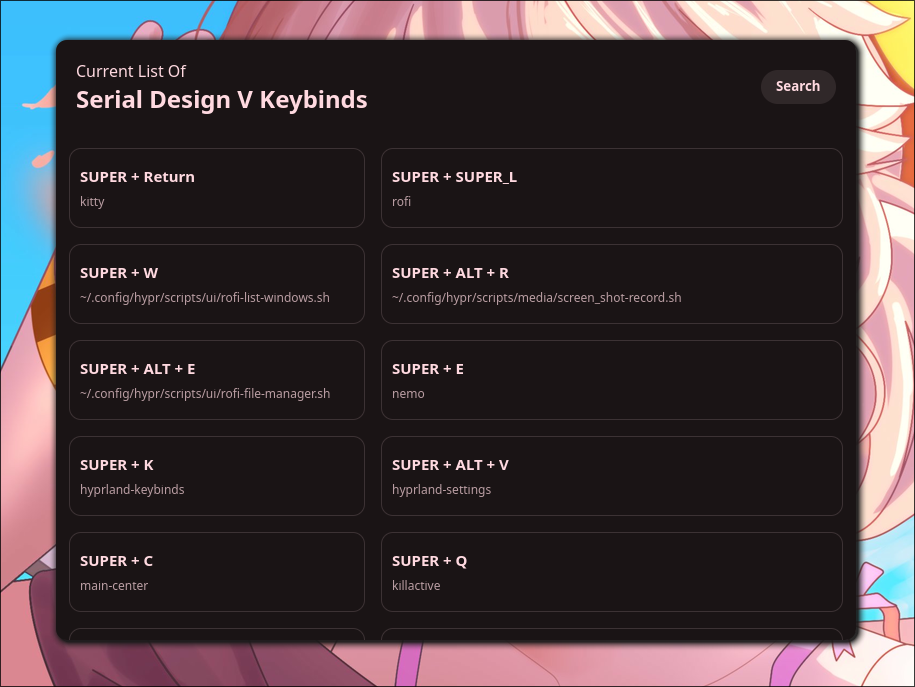 Current List Of
Serial Design V Keybinds
Search
SUPER + Return
kitty
SUPER + SUPER_L
rofi
SUPER + W
~/.config/hypr/scripts/ui/rofi-list-windows.sh
SUPER + ALT + R
~/.config/hypr/scripts/media/screen_shot-record.sh
SUPER + ALT + E
~/.config/hypr/scripts/ui/rofi-file-manager.sh
SUPER + E
nemo
SUPER + K
hyprland-keybinds
SUPER + ALT + V
hyprland-settings
SUPER + C
main-center
SUPER + Q
killactive